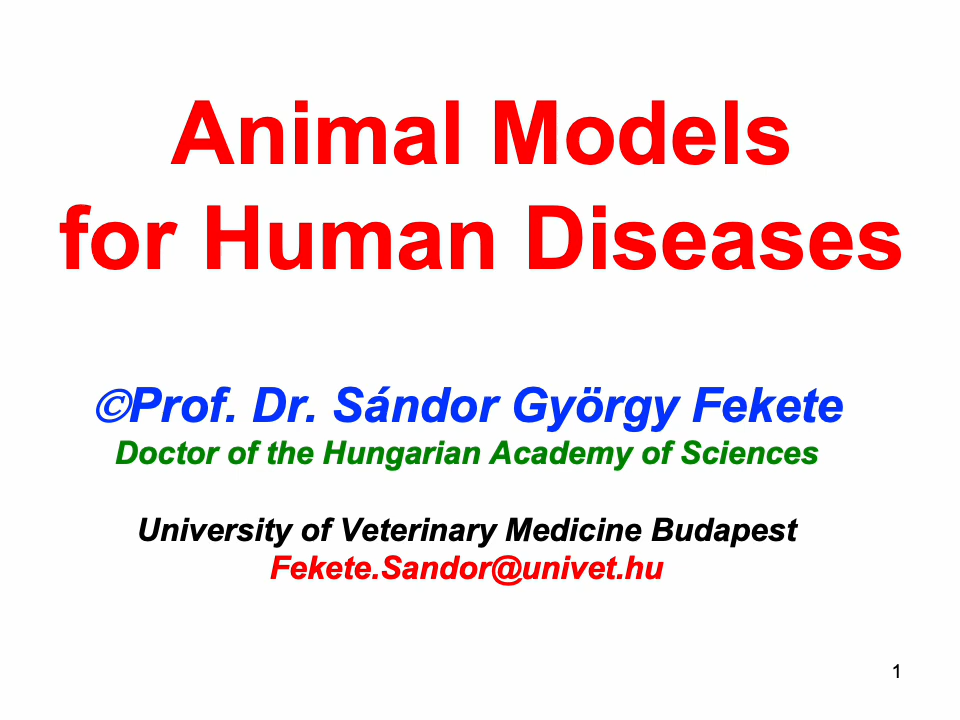 Animal Models
for Human Diseases
©Prof. Dr. Sándor György Fekete
Doctor of the Hungarian Academy of Sciences
University of Veterinary Medicine Budapest
Fekete.Sandor@univet.hu
1